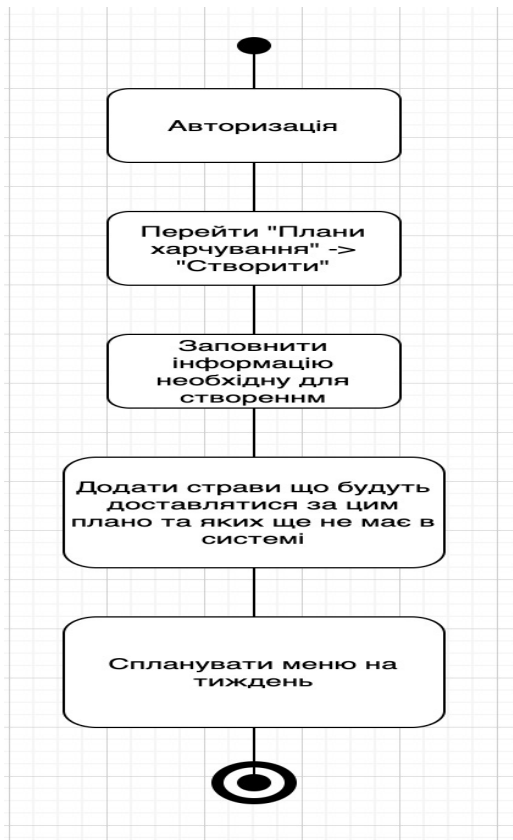 Авторизація
Перейти "Плани
харчування" ->
"Створити"
Заповнити
інформацію
необхідну для
створеннм
Додати страви що будуть
доставлятися за цим
плано та яких ще не має в
системі
Спланувати меню на
тиждень